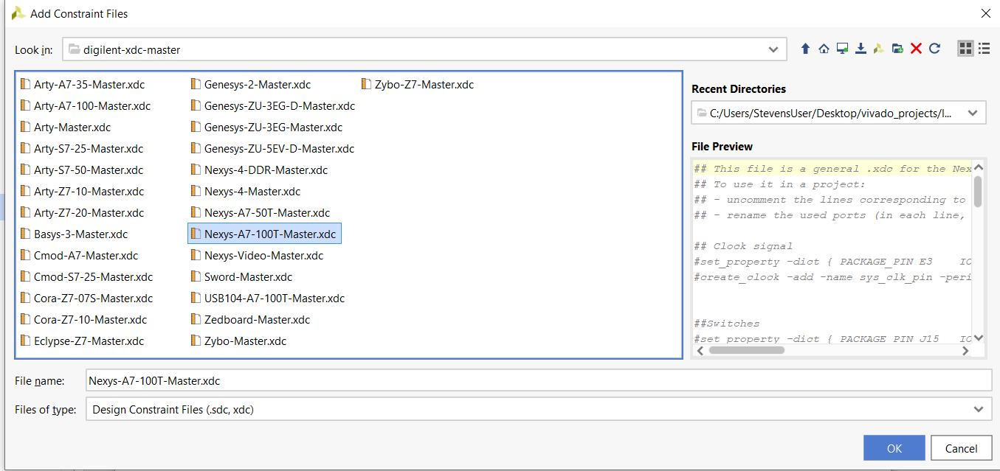 Add Constraint Files
Look in: digilent-xdc-master
Arty-A7-35-Master.xdc
Arty-A7-100-Master.xdc
Arty-Master.xdc
Arty-S7-25-Master.xdc
Arty-S7-50-Master.xdc
Arty-Z7-10-Master.xdc
Arty-Z7-20-Master.xdc
Basys-3-Master.xdc
Cmod-A7-Master.xdc
Cmod-S7-25-Master.xdc
Cora-Z7-07S-Master.xdc
Cora-Z7-10-Master.xdc
Eclypse-Z7-Master.xdc
Genesys-2-Master.xdc
Genesys-ZU-3EG-D-Master.xdc
Genesys-ZU-3EG-Master.xdc
Genesys-ZU-5EV-D-Master.xdc
Nexys-4-DDR-Master.xdc
Nexys-4-Master.xdc
Nexys-A7-50T-Master.xdc
Nexys-A7-100T-Master.xdc
Nexys-Video-Master.xdc
Sword-Master.xdc
USB104-A7-100T-Master.xdc
Zedboard-Master.xdc
Zybo-Master.xdc
Zybo-Z7-Master.xdc
Recent Directories
C:/Users/StevensUser/Desktop/vivado_projects/l...
File Preview
## This file is a general .xdc for the Nex
## To use it in a project:
## - uncomment the lines corresponding to
## - rename the used ports (in each line,
## Clock signal
#set_property -dict { PACKAGE_PIN E3 IO
#create_clock -add -name sys_clk_pin -peri
##Switches
#set_property -dict { PACKAGE_PIN J15 IO
File name: Nexys-A7-100T-Master.xdc
Files of type: Design Constraint Files (.sdc, xdc)
OK Cancel